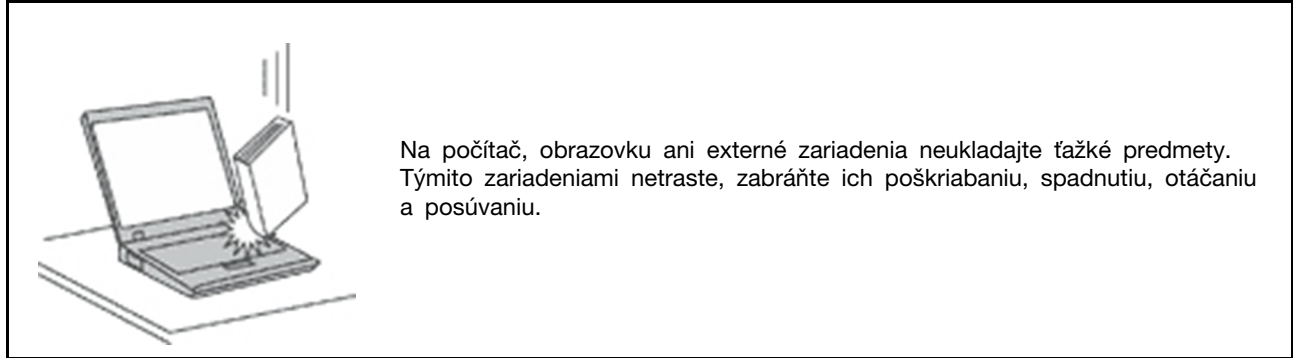 Na počítač, obrazovku ani externé zariadenia neukladajte ťažké predmety.
Týmito zariadeniami netraste, zabráňte ich poškriabaniu, spadnutiu, otáčaniu
a posúvaniu.